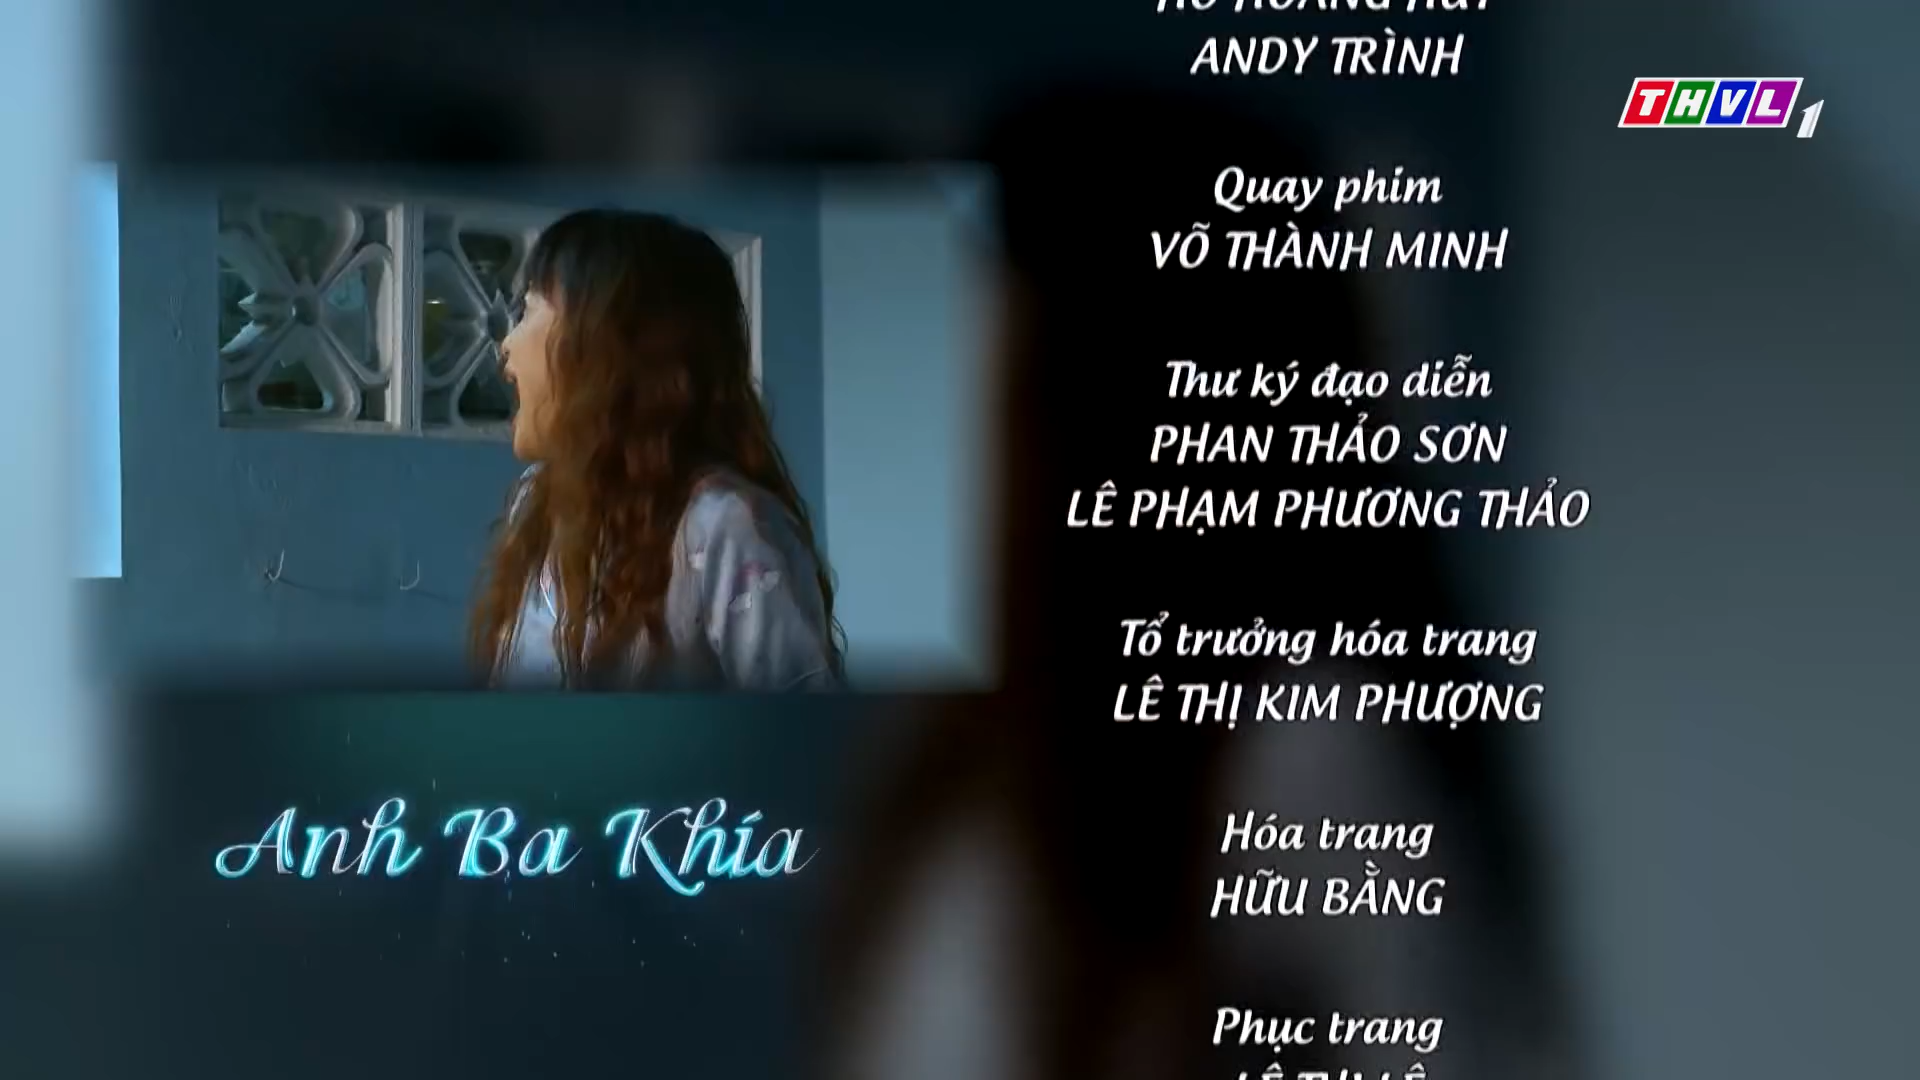 ANDY TRÌNH
THVL1
Quay phim
VÕ THÀNH MINH
Thư ký đạo diễn
PHAN THẢO SƠN
LÊ PHẠM PHƯƠNG THẢO
Tổ trưởng hóa trang
LÊ THỊ KIM PHƯỢNG
Anh Ba Khía
Hóa trang
HỮU BẰNG
Phục trang